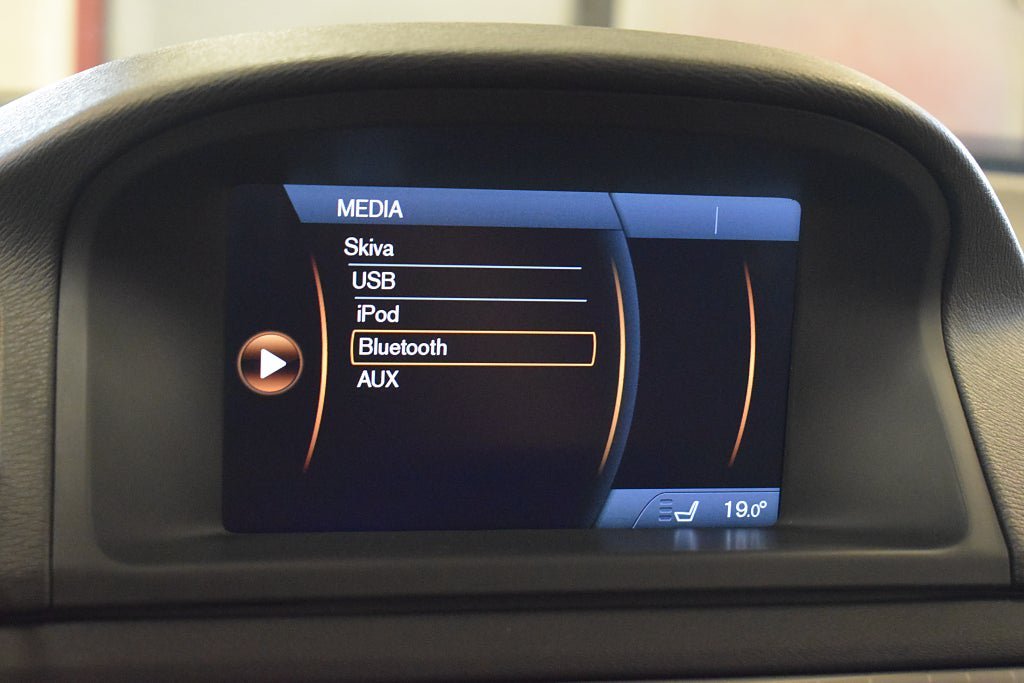 MEDIA
Skiva
USB
iPod
Bluetooth
AUX
19.0°